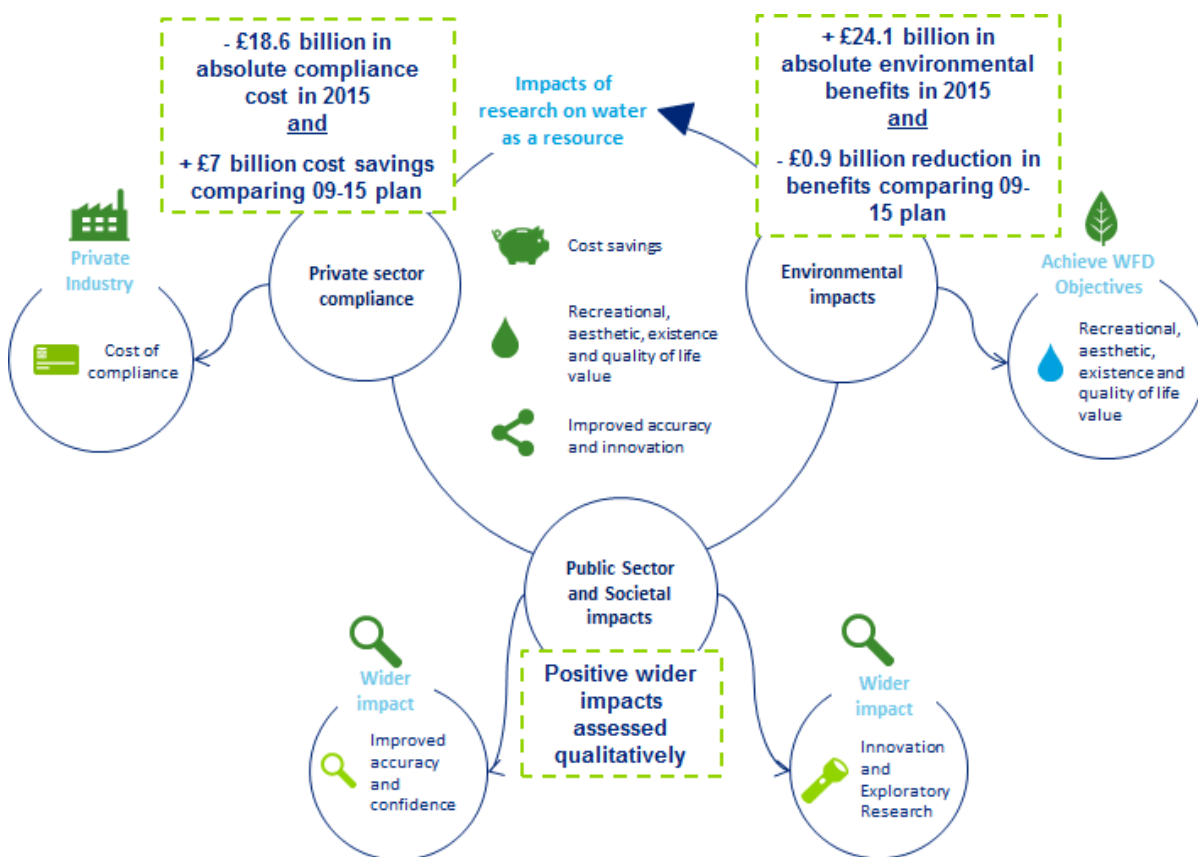 - £18.6 billion in
absolute compliance
cost in 2015
and
+ £7 billion cost savings
comparing 09-15 plan
Impacts of
research on water
as a resource
+ £24.1 billion in
absolute environmental
benefits in 2015
and
- £0.9 billion reduction in
benefits comparing 09-
15 plan
Private
Industry
Cost of
compliance
Private sector
compliance
Cost savings
Recreational,
aesthetic, existence
and quality of life
value
Improved accuracy
and innovation
Environmental
impacts
Achieve WFD
Objectives
Recreational,
aesthetic,
existence and
quality of life
value
Public Sector
and Societal
impacts
Positive wider
impacts
assessed
qualitatively
Wider
impact
Improved
accuracy
and
confidence
Wider
impact
Innovation
and
Exploratory
Research